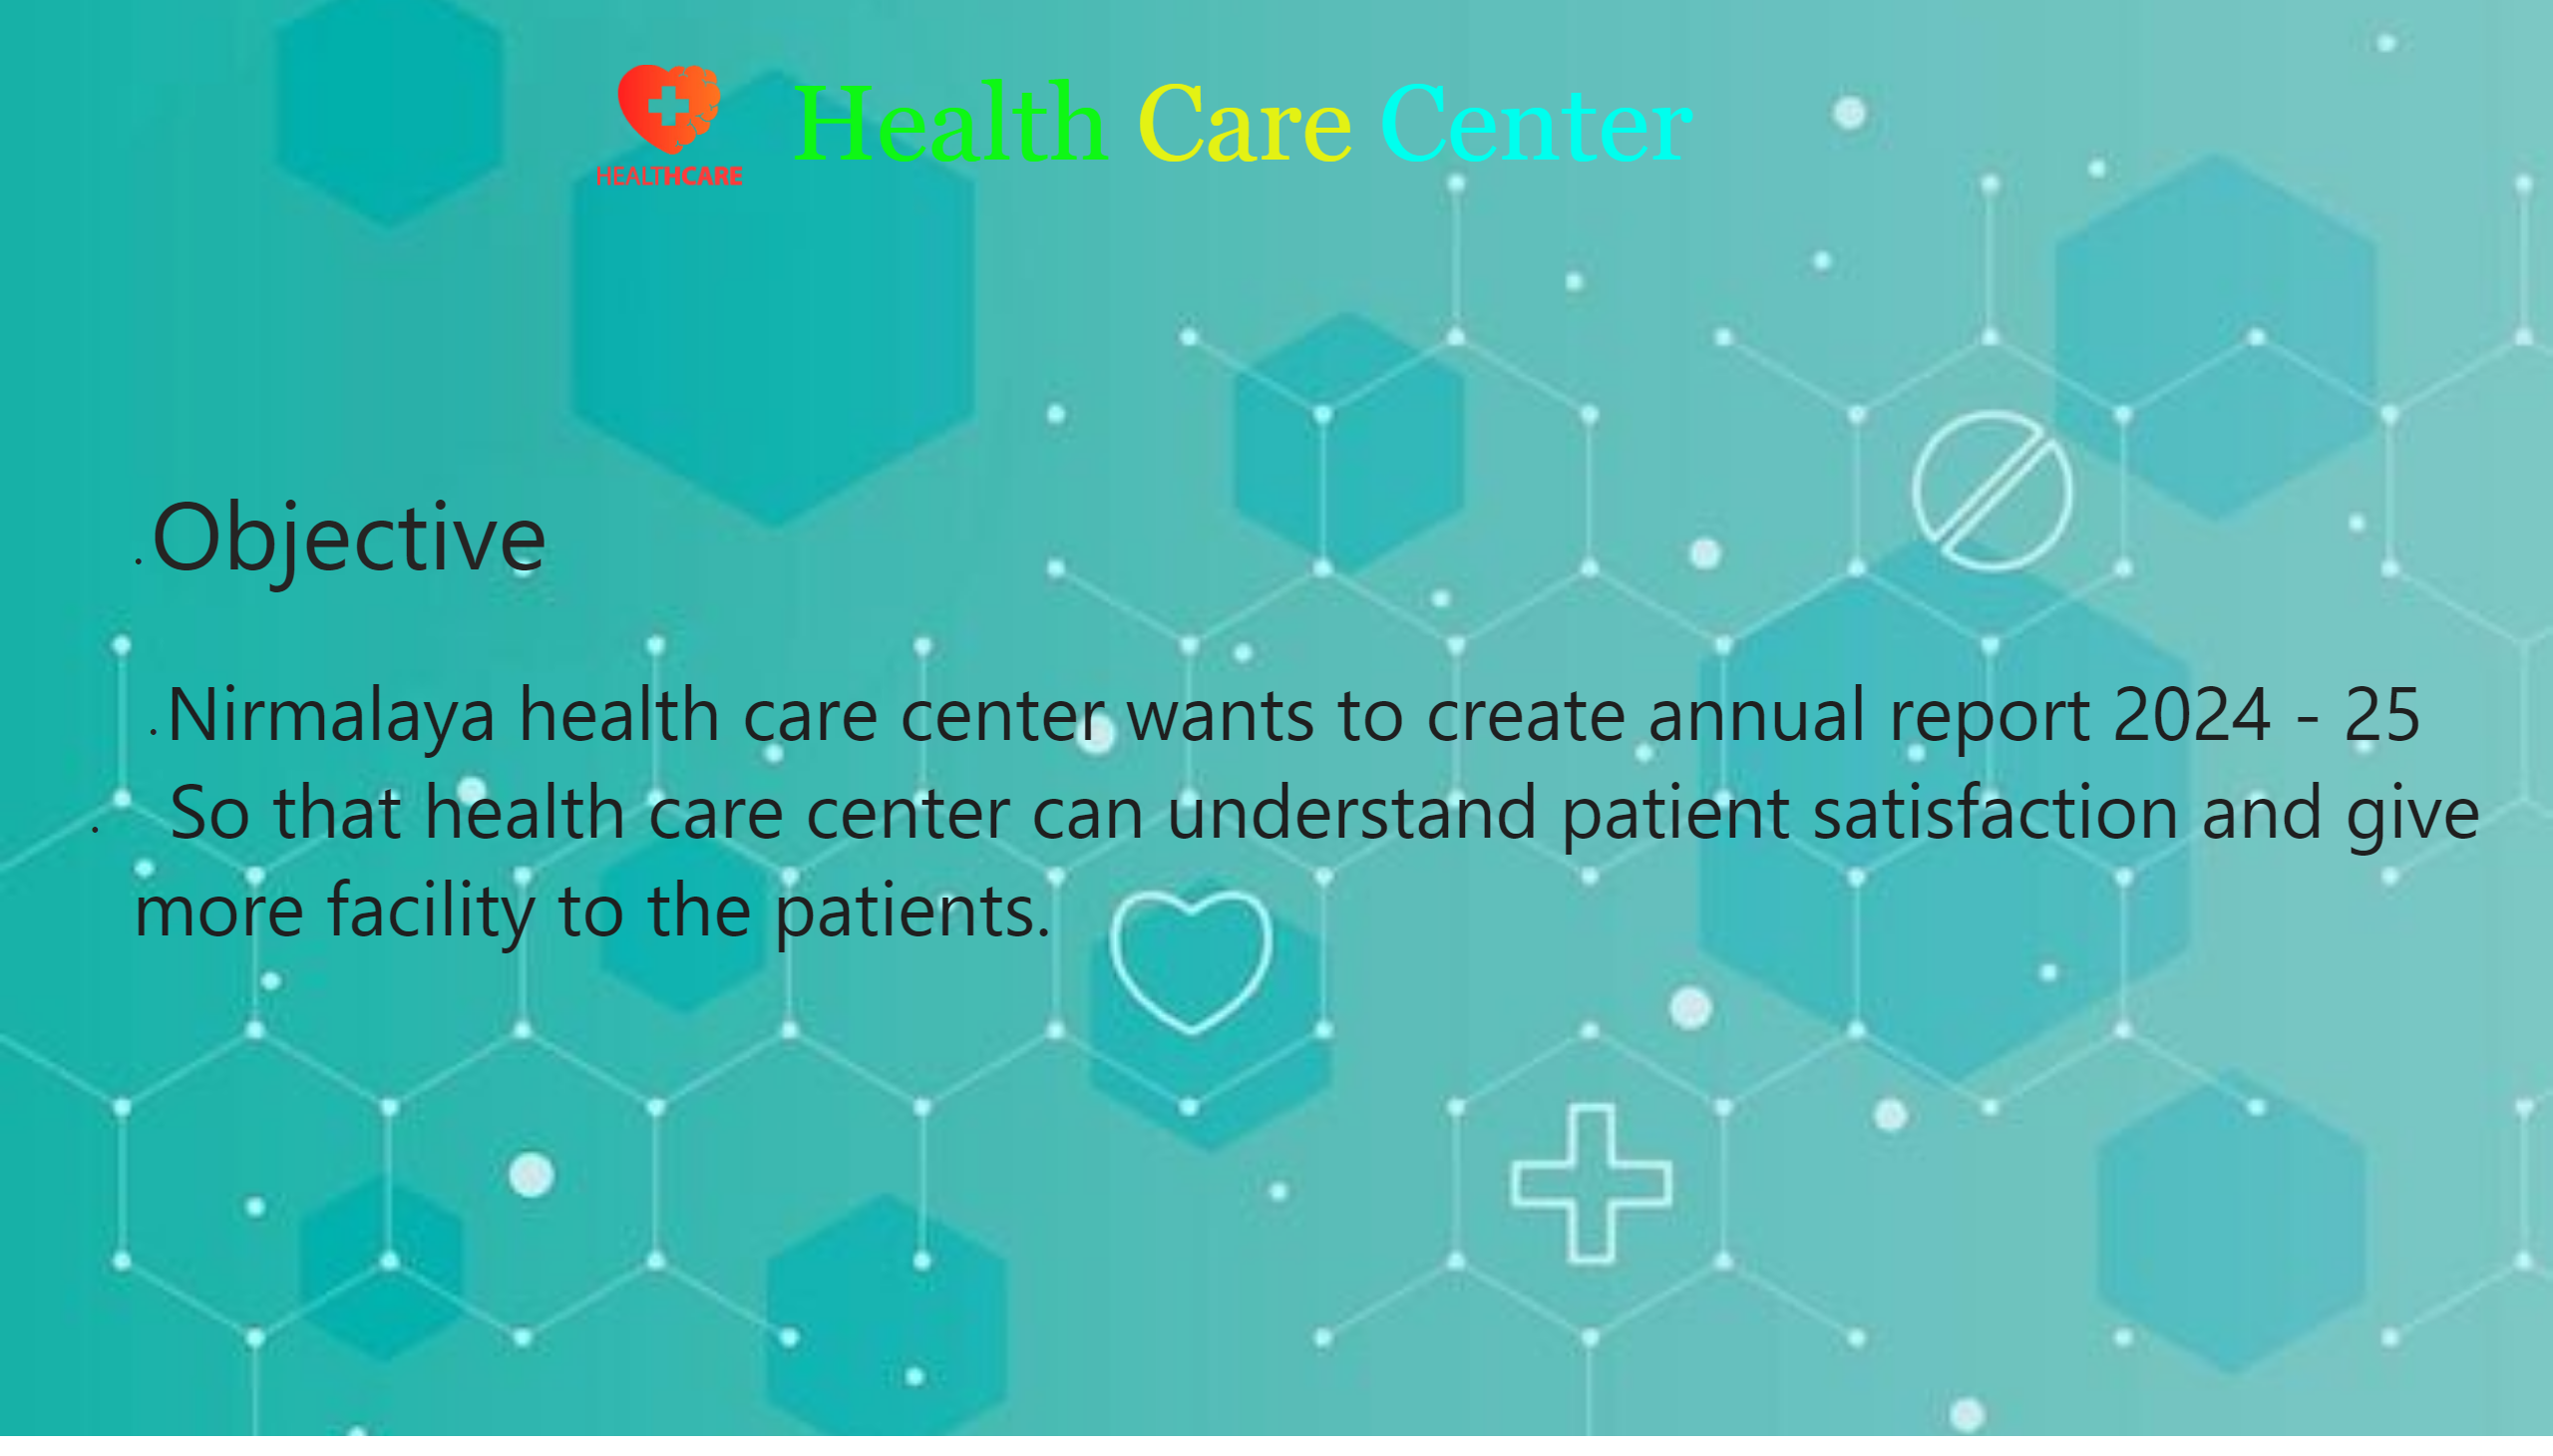 HEALTHCARE
Health Care Center
.Objective
.Nirmalaya health care center wants to create annual report 2024 - 25
. So that health care center can understand patient satisfaction and give
more facility to the patients.